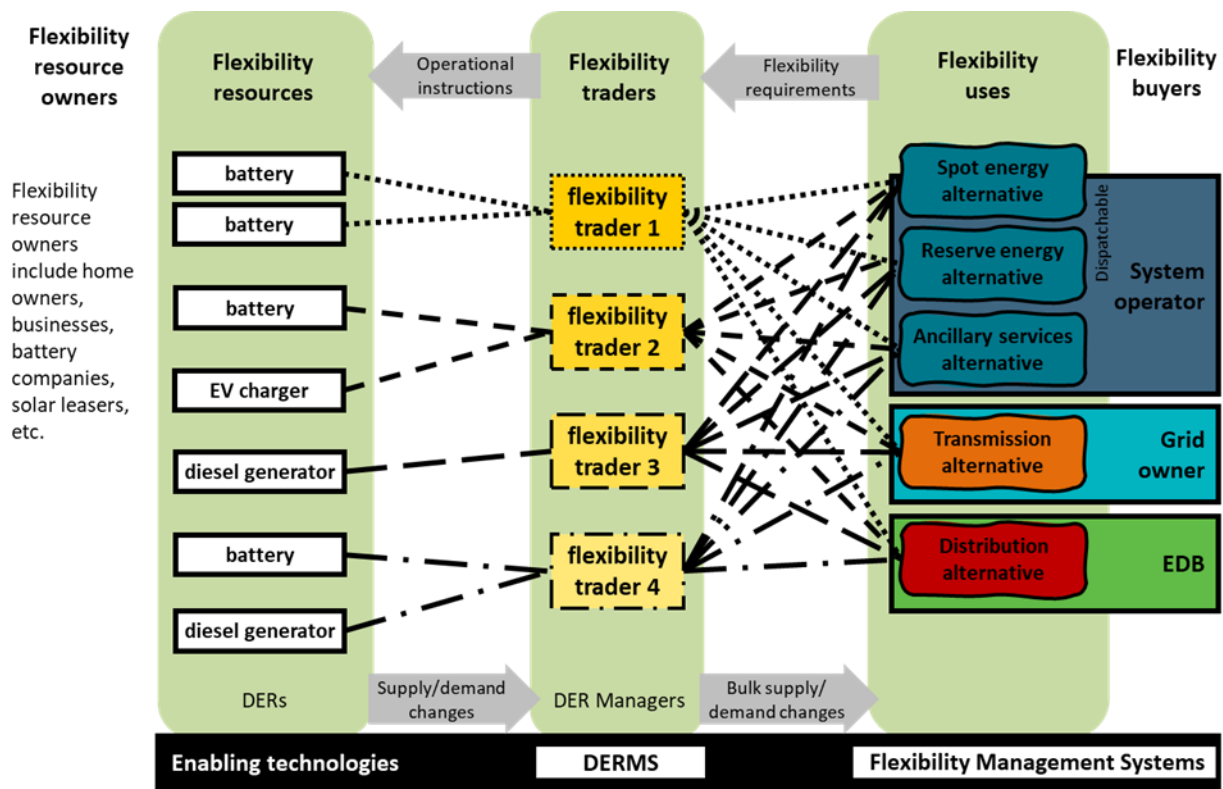 Flexibility
resource
owners
Flexibility
resources
Operational
instructions
Flexibility
traders
Flexibility
requirements
Flexibility
uses
Flexibility
buyers
Flexibility
resource
owners
include home
owners,
businesses,
battery
companies,
solar leasers,
etc.
battery
battery
battery
EV charger
diesel generator
battery
diesel generator
flexibility
trader 1
flexibility
trader 2
flexibility
trader 3
flexibility
trader 4
Spot energy
alternative
Reserve energy
alternative
Ancillary services
alternative
Dispatchable
System
operator
Transmission
alternative
Grid
owner
Distribution
alternative
EDB
DERs
Supply/demand
changes
DER Managers
Bulk supply/
demand changes
Enabling technologies
DERMS
Flexibility Management Systems